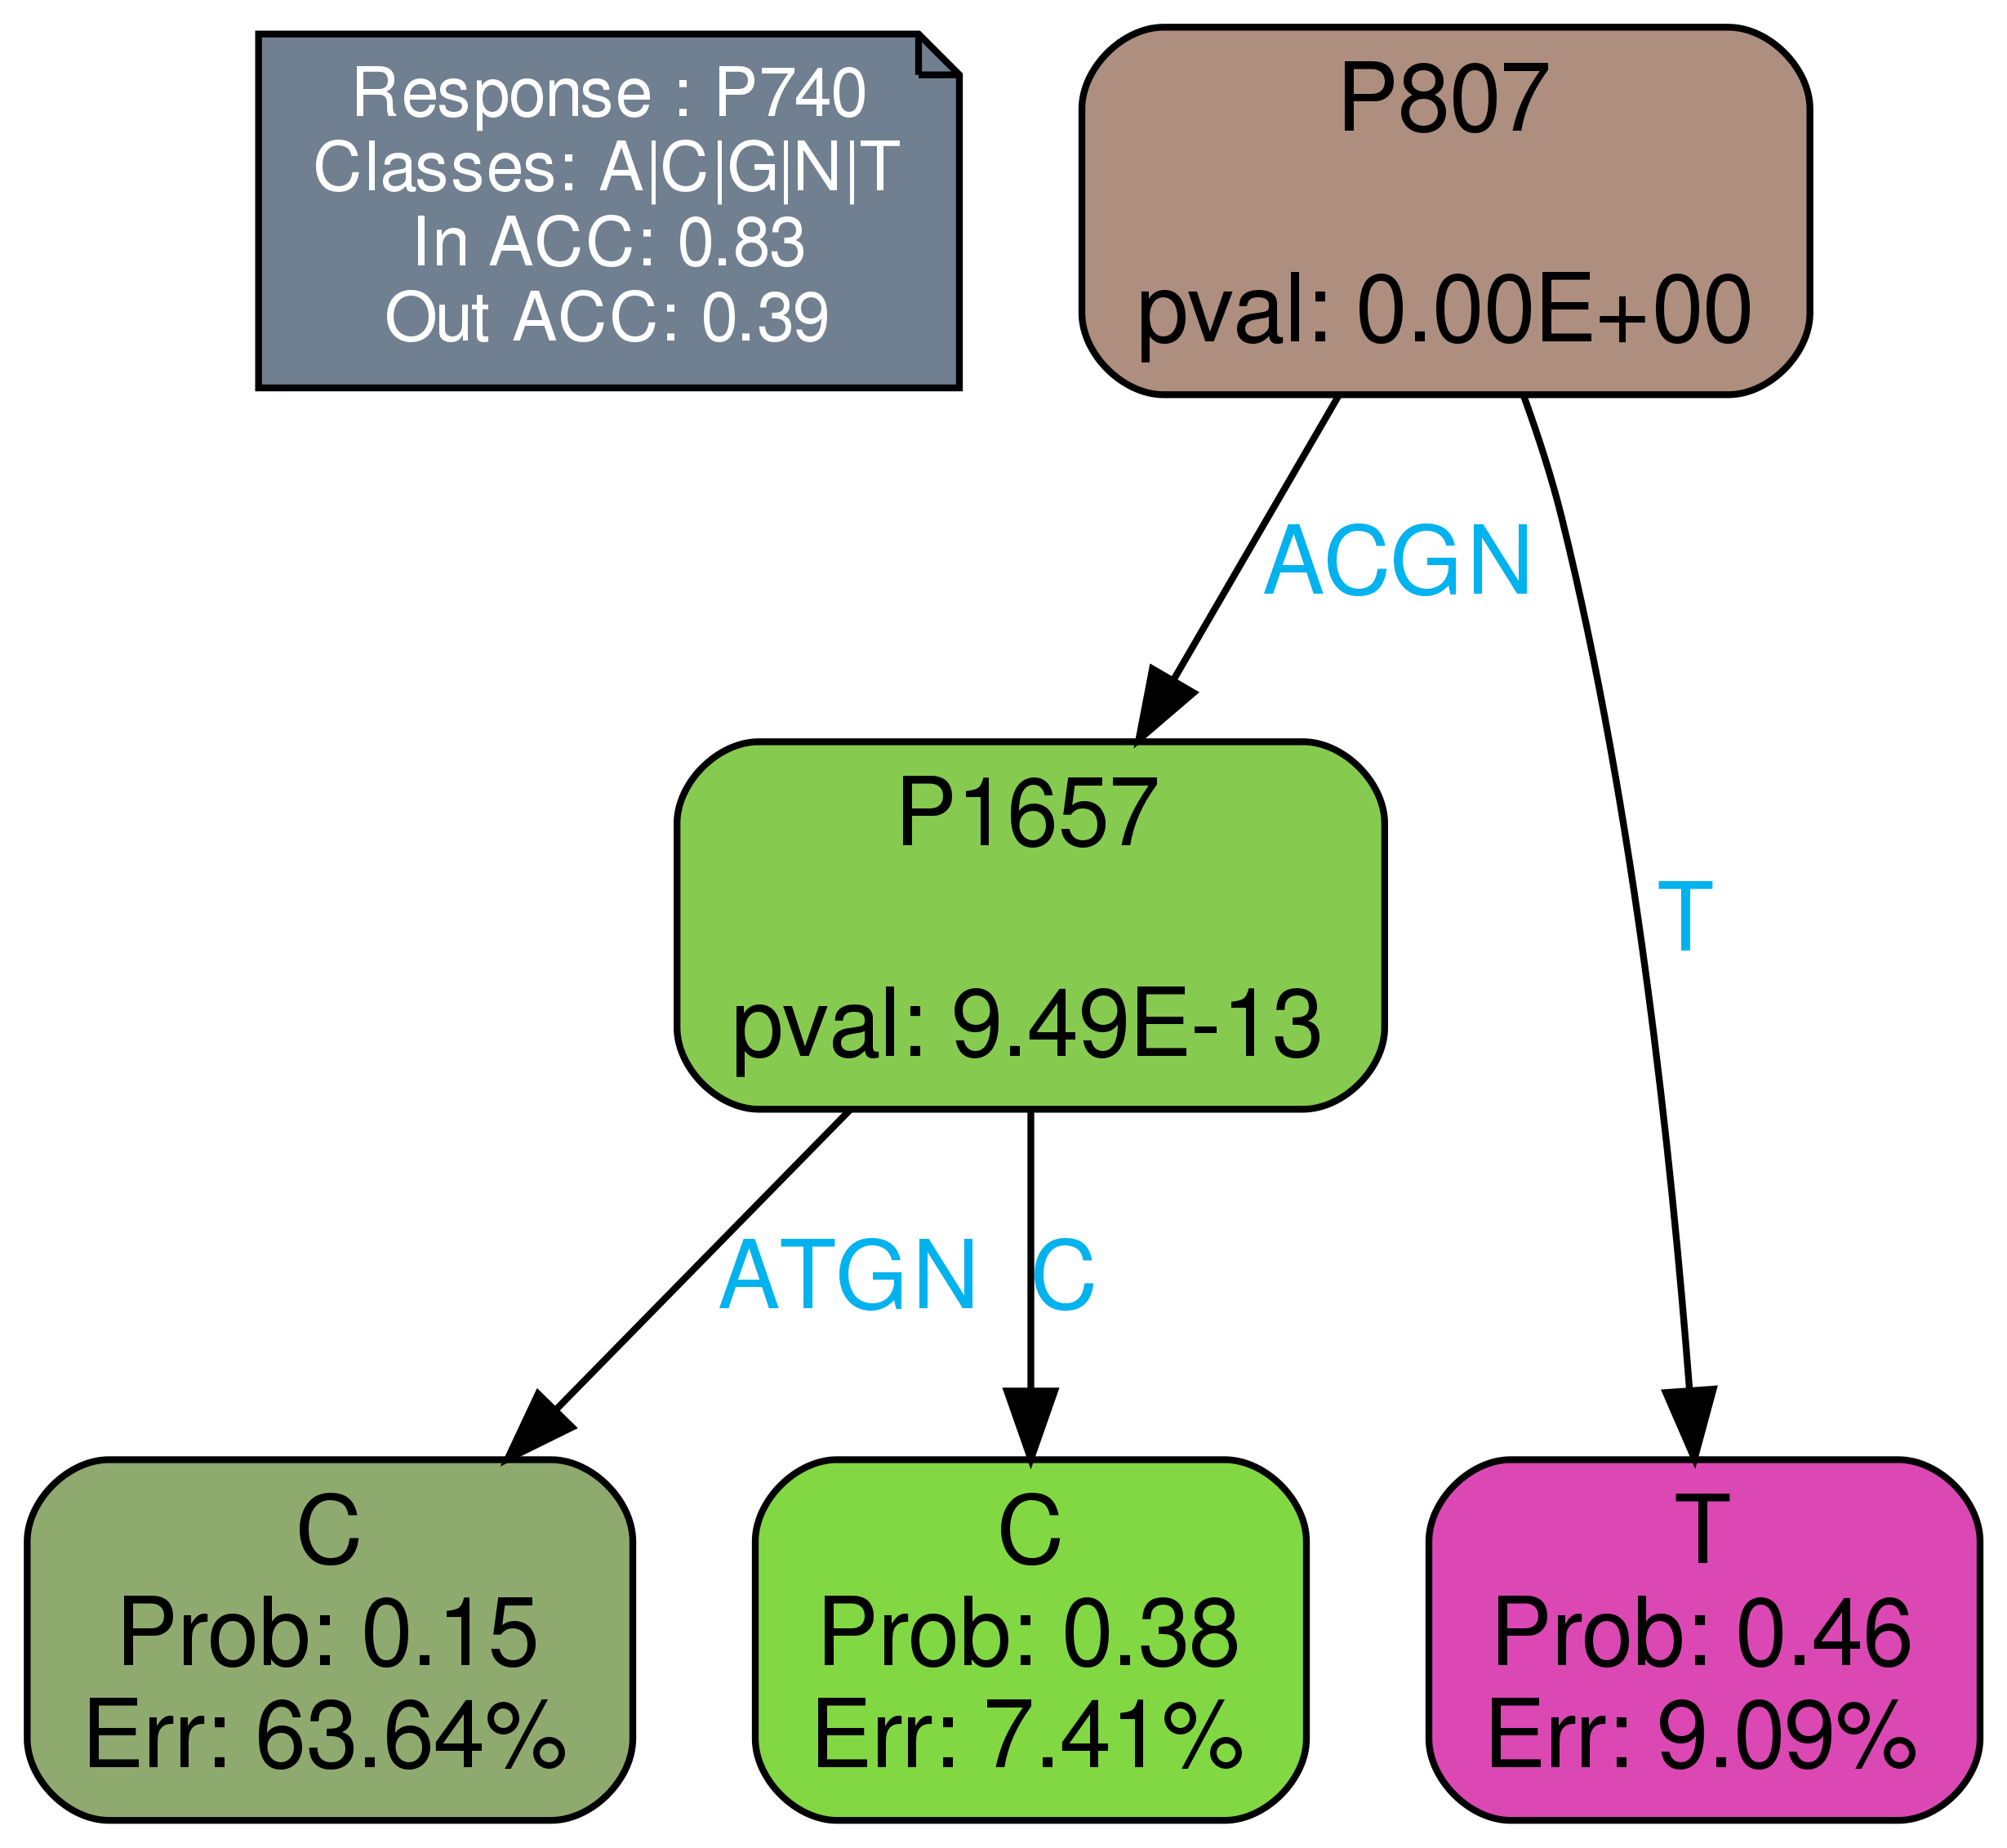 Response : P740
Classes: A|C|G|N|T
In ACC: 0.83
Out ACC: 0.39
P807
pval: 0.00E+00
ACGN
T
P1657
pval: 9.49E-13
ATGN
C
C
Prob: 0.15
Err: 63.64%
C
Prob: 0.38
Err: 7.41%
T
Prob: 0.46
Err: 9.09%